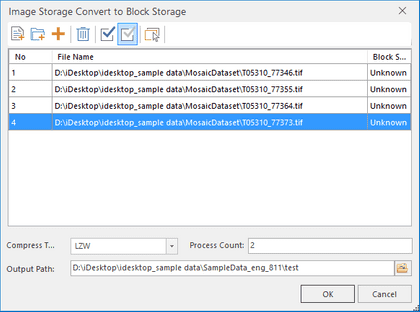 Image Storage Convert to Block Storage
No File Name Block S...
1 D:\iDesktop\idesktop_sample data\MosaicDataset\T05310_77346.tif Unknown
2 D:\iDesktop\idesktop_sample data\MosaicDataset\T05310_77355.tif Unknown
3 D:\iDesktop\idesktop_sample data\MosaicDataset\T05310_77364.tif Unknown
4 D:\iDesktop\idesktop_sample data\MosaicDataset\T05310_77373.tif Unknown
Compress T... LZW Process Count: 2
Output Path: D:\iDesktop\idesktop_sample data\SampleData_eng_811\test
OK Cancel